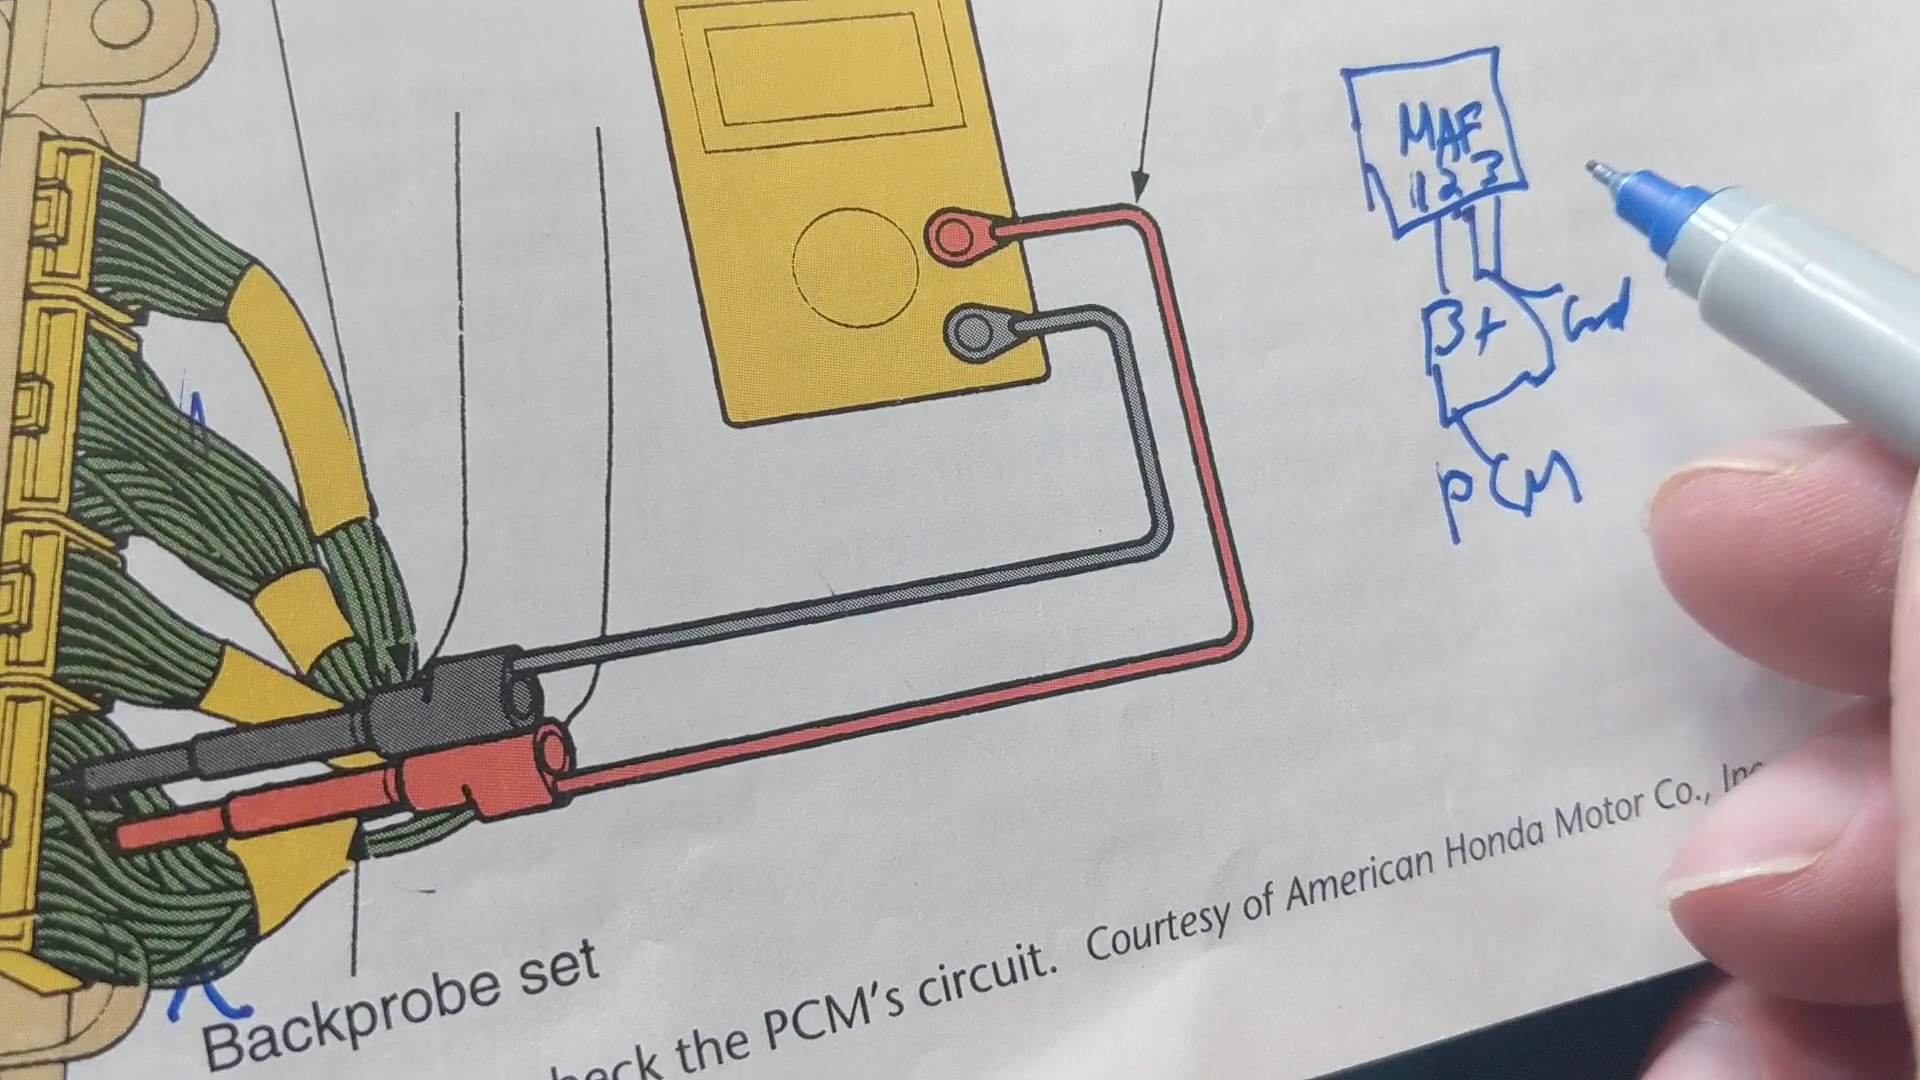 MAF
1 2 3
B+
Gnd
PCM
Backprobe set
heck the PCM's circuit. Courtesy of American Honda Motor Co., Inc